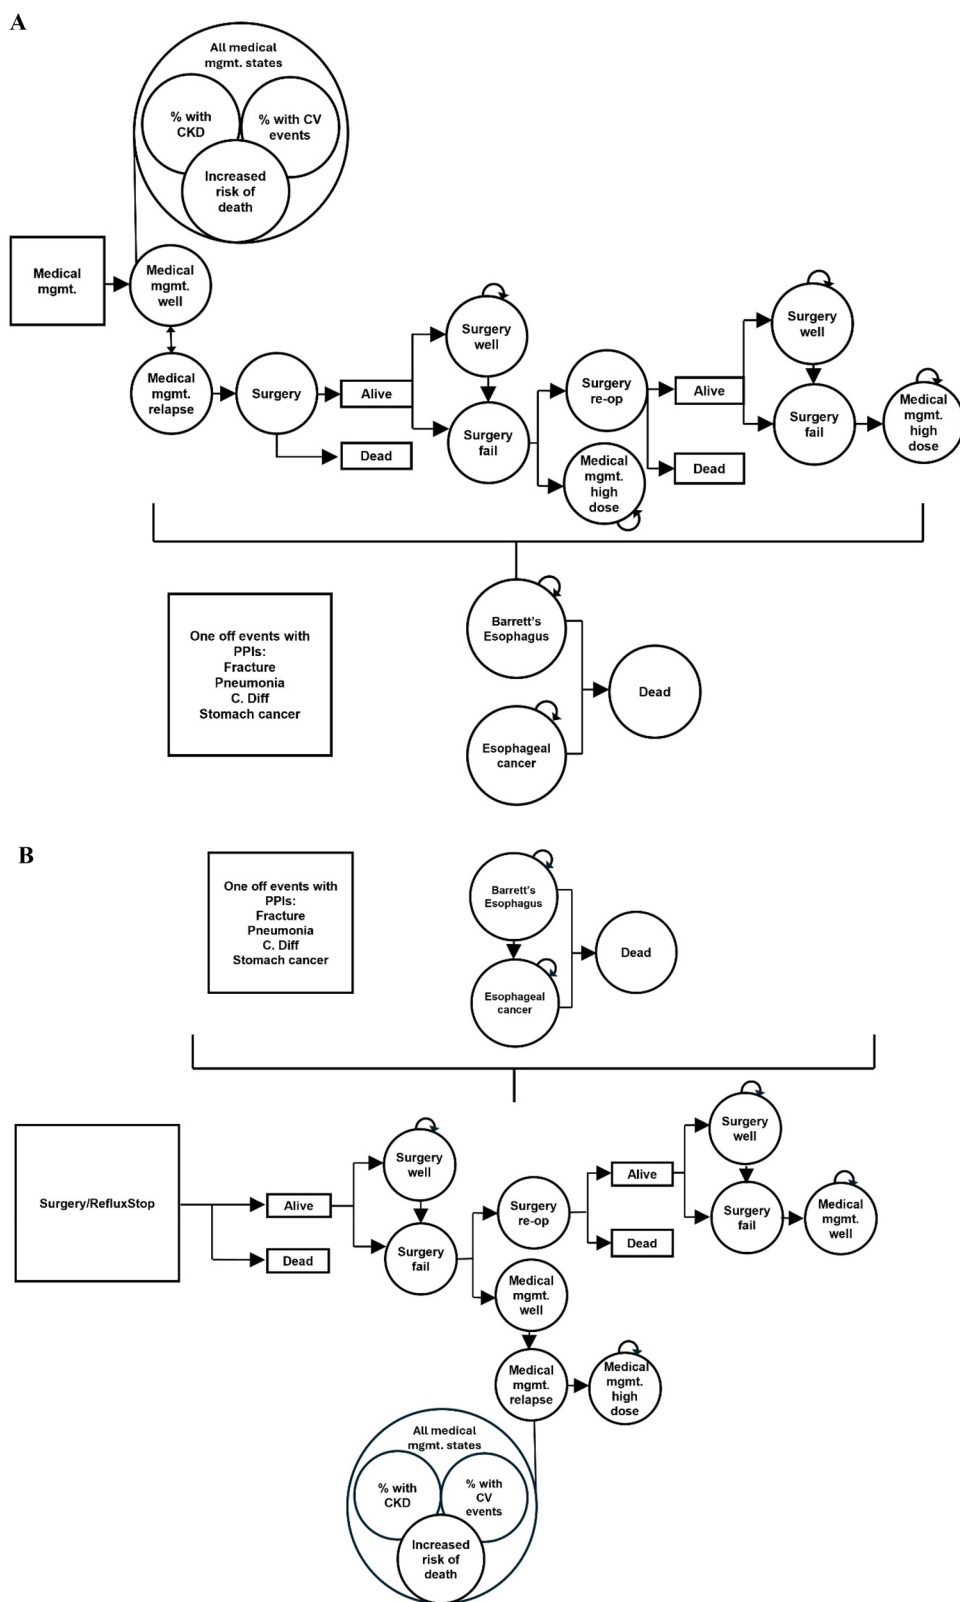 A
All medical
mgmt. states
% with
CKD
% with CV
events
Increased
risk of
death
Medical
mgmt.
Medical
mgmt.
well
Medical
mgmt.
relapse
Surgery
Alive
Dead
Surgery
well
Surgery
fail
Surgery
re-op
Medical
mgmt.
high
dose
Alive
Dead
Surgery
well
Surgery
fail
Medical
mgmt.
high
dose
One off events with
PPIs:
Fracture
Pneumonia
C. Diff
Stomach cancer
Barrett's
Esophagus
Esophageal
cancer
Dead
B
One off events with
PPIs:
Fracture
Pneumonia
C. Diff
Stomach cancer
Barrett's
Esophagus
Esophageal
cancer
Dead
Surgery/RefluxStop
Alive
Dead
Surgery
well
Surgery
fail
Surgery
re-op
Medical
mgmt.
well
Medical
mgmt.
relapse
Medical
mgmt.
high
dose
Alive
Dead
Surgery
well
Surgery
fail
Medical
mgmt.
well
All medical
mgmt. states
% with
CKD
% with
CV
events
Increased
risk of
death